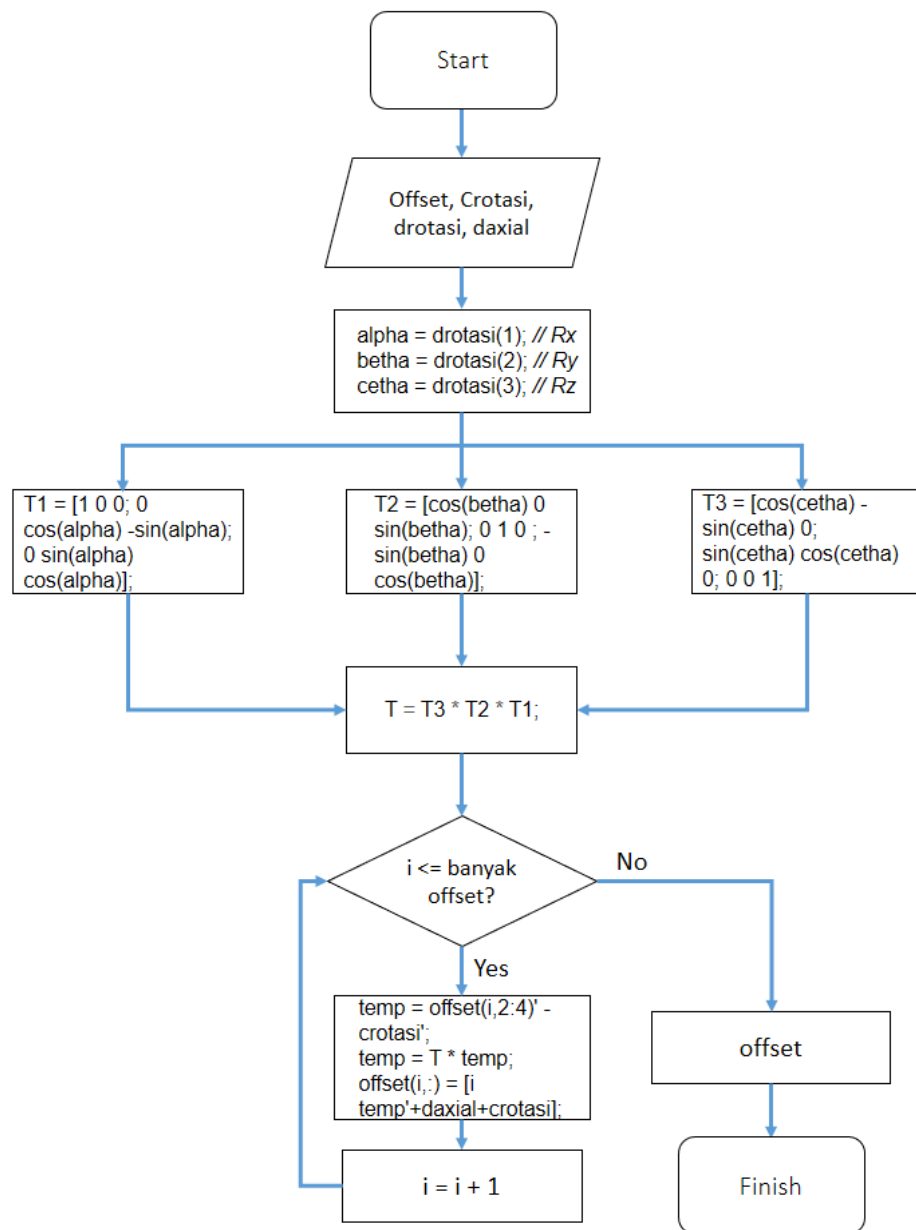 Start
Offset, Crotasi,
drotasi, daxial
alpha = drotasi(1); // Rx
betha = drotasi(2); // Ry
cetha = drotasi(3); // Rz
T1 = [1 0 0; 0
cos(alpha) -sin(alpha);
0 sin(alpha)
cos(alpha)];
T2 = [cos(betha) 0
sin(betha); 0 1 0 ; -
sin(betha) 0
cos(betha)];
T3 = [cos(cetha) -
sin(cetha) 0;
sin(cetha) cos(cetha)
0; 0 0 1];
T = T3 * T2 * T1;
i <= banyak
offset?
No
Yes
temp = offset(i,2:4)' -
crotasi';
temp = T * temp;
offset(i,:) = [i
temp'+daxial+crotasi];
i = i + 1
offset
Finish